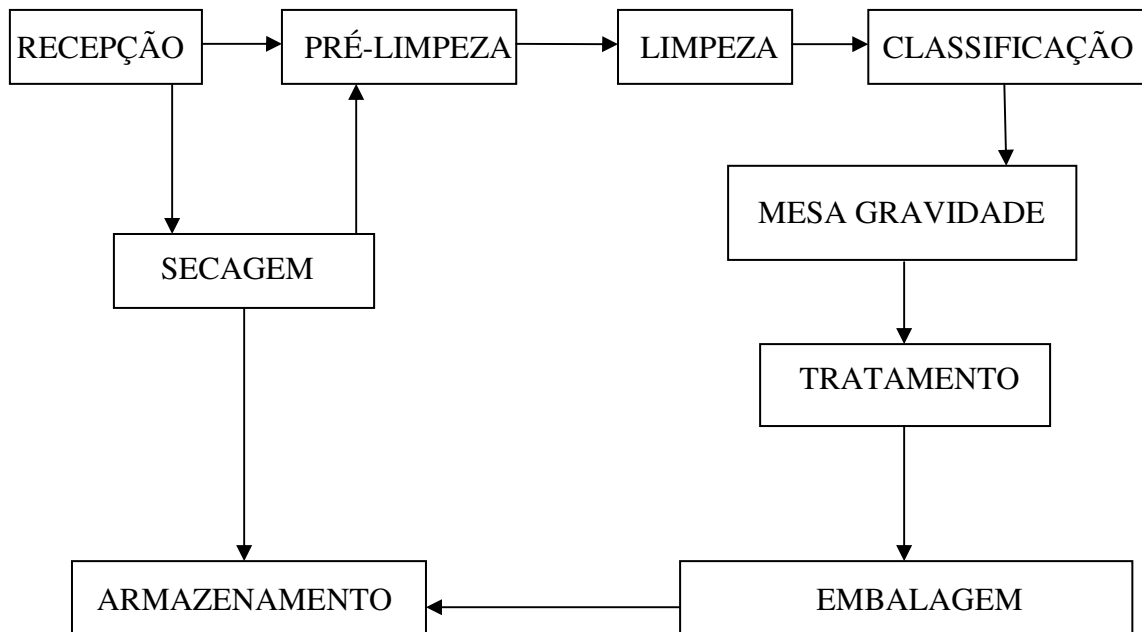 RECEPÇÃO
PRÉ-LIMPEZA
LIMPEZA
CLASSIFICAÇÃO
MESA GRAVIDADE
SECAGEM
TRATAMENTO
ARMAZENAMENTO
EMBALAGEM